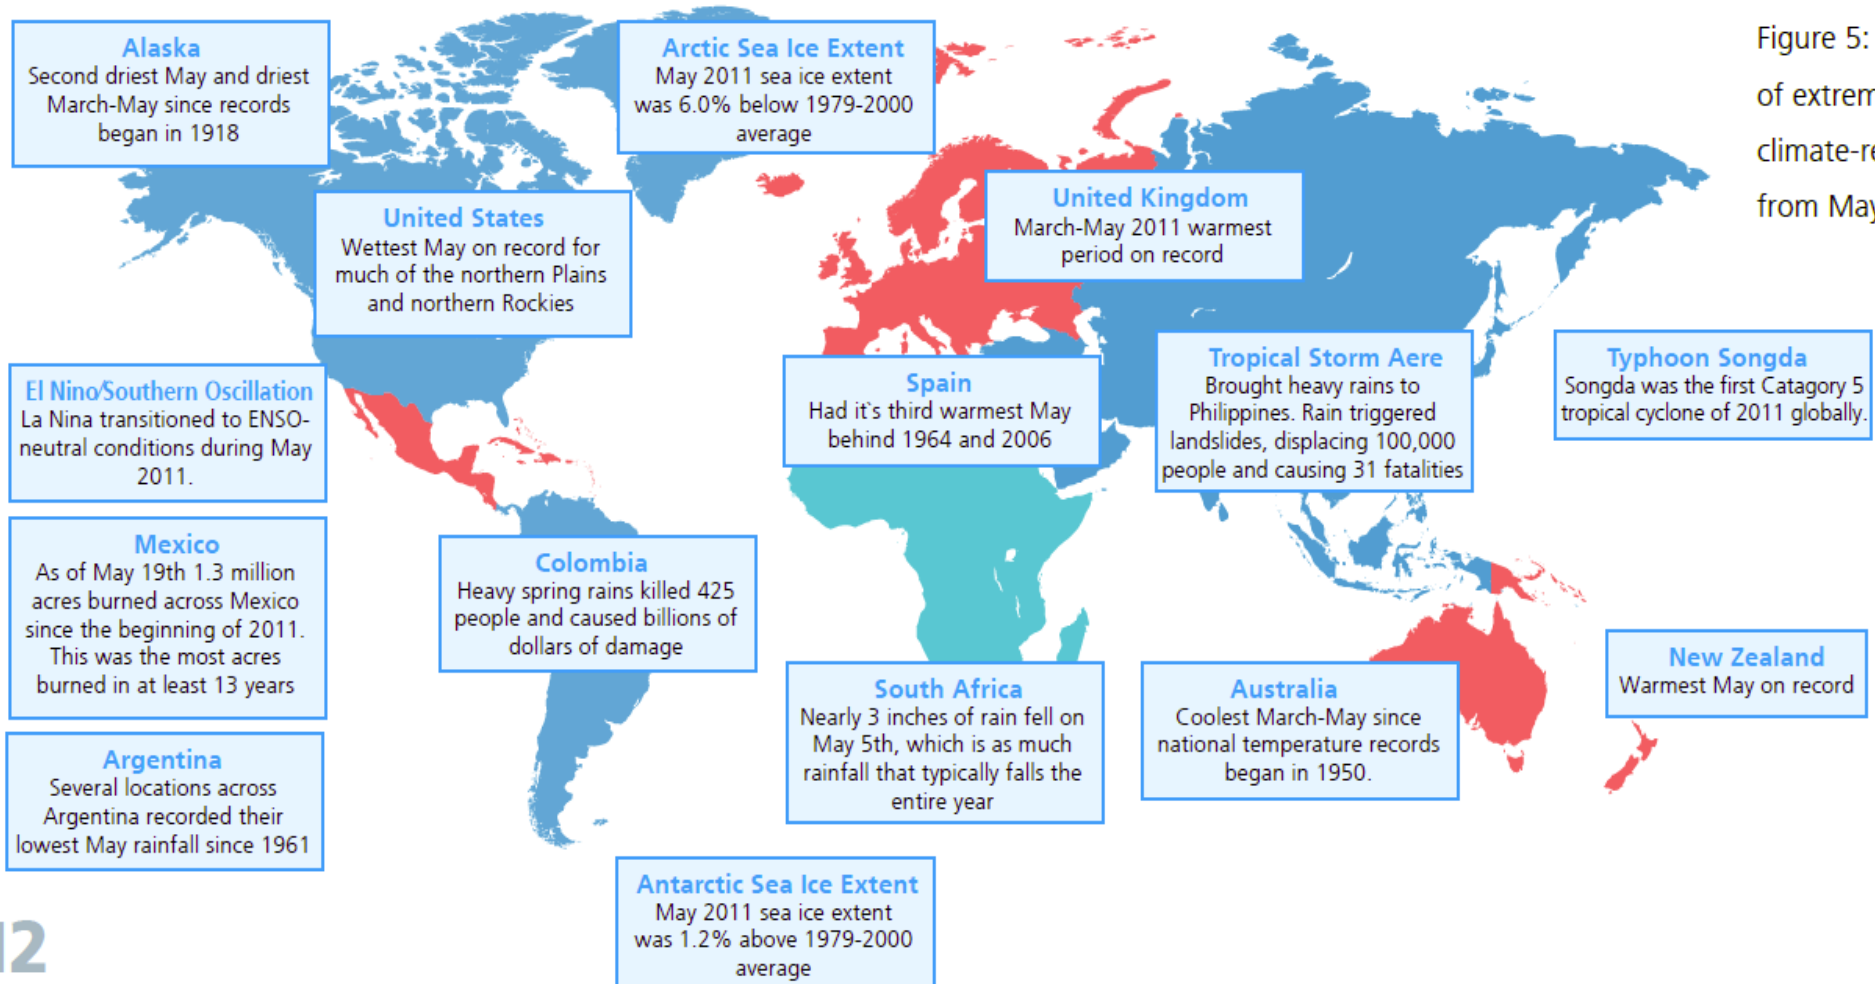 Alaska
Second driest May and driest
March-May since records
began in 1918
Arctic Sea Ice Extent
May 2011 sea ice extent
was 6.0% below 1979-2000
average
Figure 5:
of extrem
climate-re
from May
United States
Wettest May on record for
much of the northern Plains
and northern Rockies
United Kingdom
March-May 2011 warmest
period on record
El Nino/Southern Oscillation
La Nina transitioned to ENSO-
neutral conditions during May
2011.
Spain
Had it`s third warmest May
behind 1964 and 2006
Tropical Storm Aere
Brought heavy rains to
Philippines. Rain triggered
landslides, displacing 100,000
people and causing 31 fatalities
Typhoon Songda
Songda was the first Catagory 5
tropical cyclone of 2011 globally.
Mexico
As of May 19th 1.3 million
acres burned across Mexico
since the beginning of 2011.
This was the most acres
burned in at least 13 years
Colombia
Heavy spring rains killed 425
people and caused billions of
dollars of damage
South Africa
Nearly 3 inches of rain fell on
May 5th, which is as much
rainfall that typically falls the
entire year
Australia
Coolest March-May since
national temperature records
began in 1950.
New Zealand
Warmest May on record
Argentina
Several locations across
Argentina recorded their
lowest May rainfall since 1961
Antarctic Sea Ice Extent
May 2011 sea ice extent
was 1.2% above 1979-2000
average
12